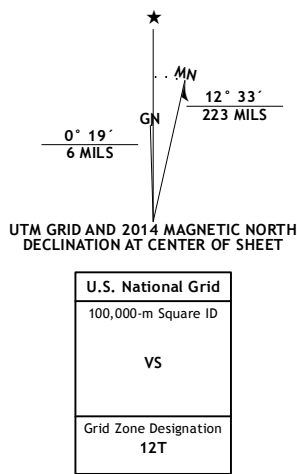 MN
GN
12° 33´
223 MILS
0° 19´
6 MILS
UTM GRID AND 2014 MAGNETIC NORTH
DECLINATION AT CENTER OF SHEET
U.S. National Grid
100,000-m Square ID
VS
Grid Zone Designation
12T